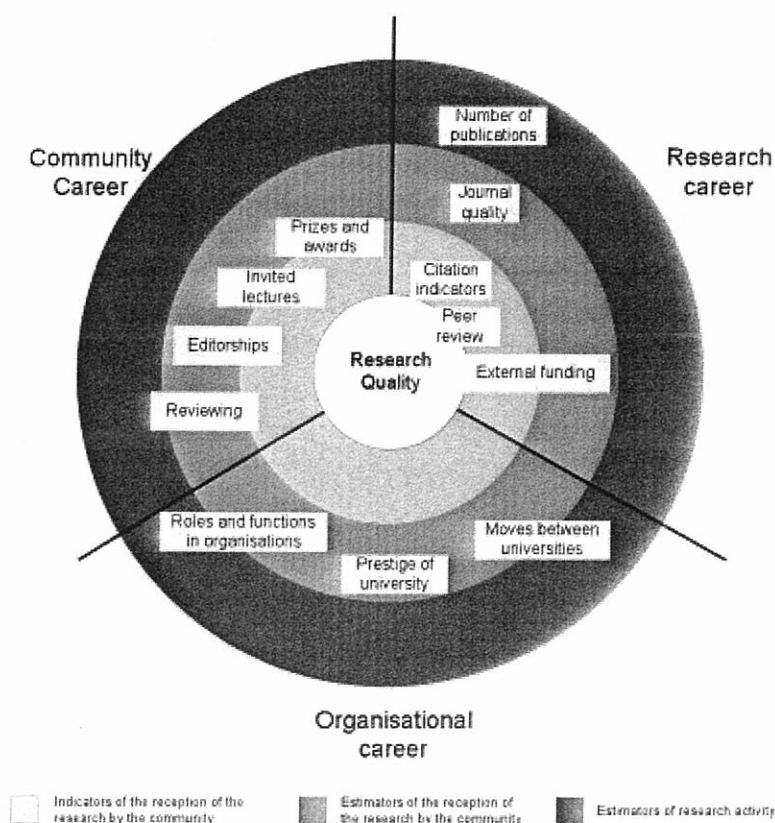 Community
Career
Research
career
Number of
publications
Journal
quality
Prizes and
awards
Citation
indicators
Invited
lectures
Peer
review
Editorships
Research
Quality
External funding
Reviewing
Roles and functions
in organisations
Moves between
universities
Prestige of
university
Organisational
career
Indicators of the reception of the
research by the community
Estimators of the reception of
the research by the community
Estimators of research activity